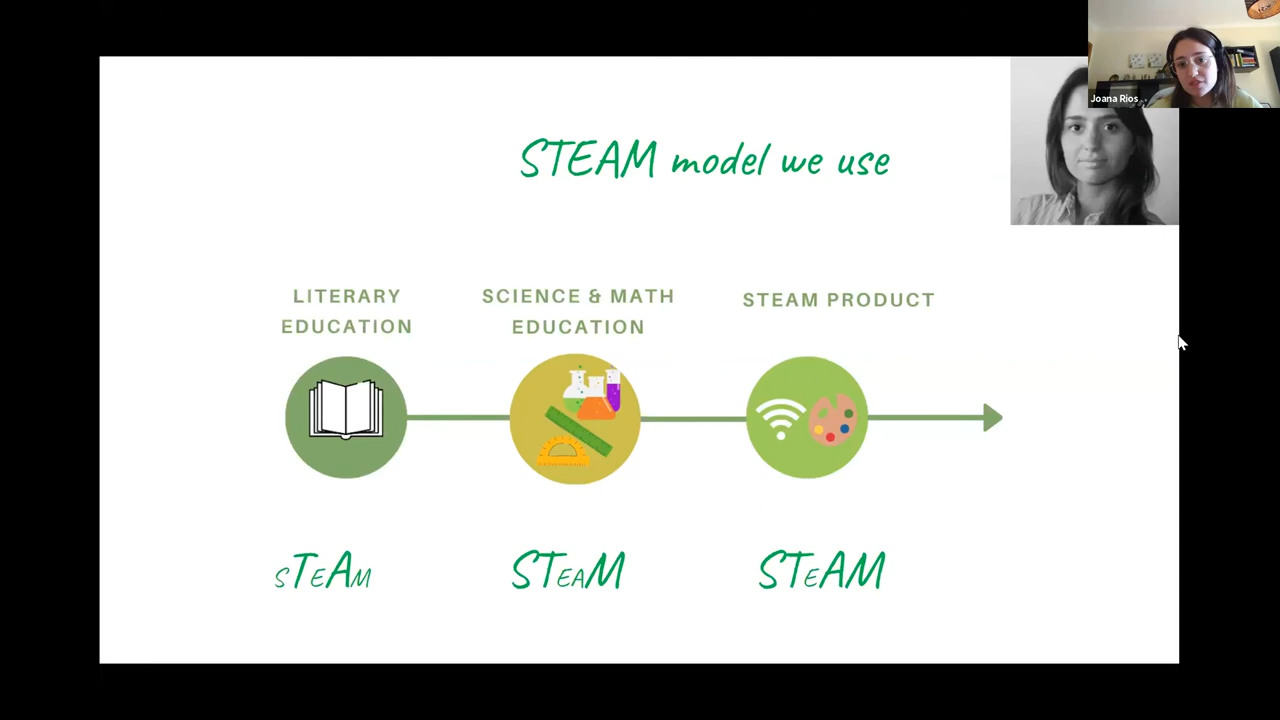 Joana Rios
STEAM model we use
LITERARY
EDUCATION
SCIENCE & MATH
EDUCATION
STEAM PRODUCT
sTeAm
STeaM
STeAM